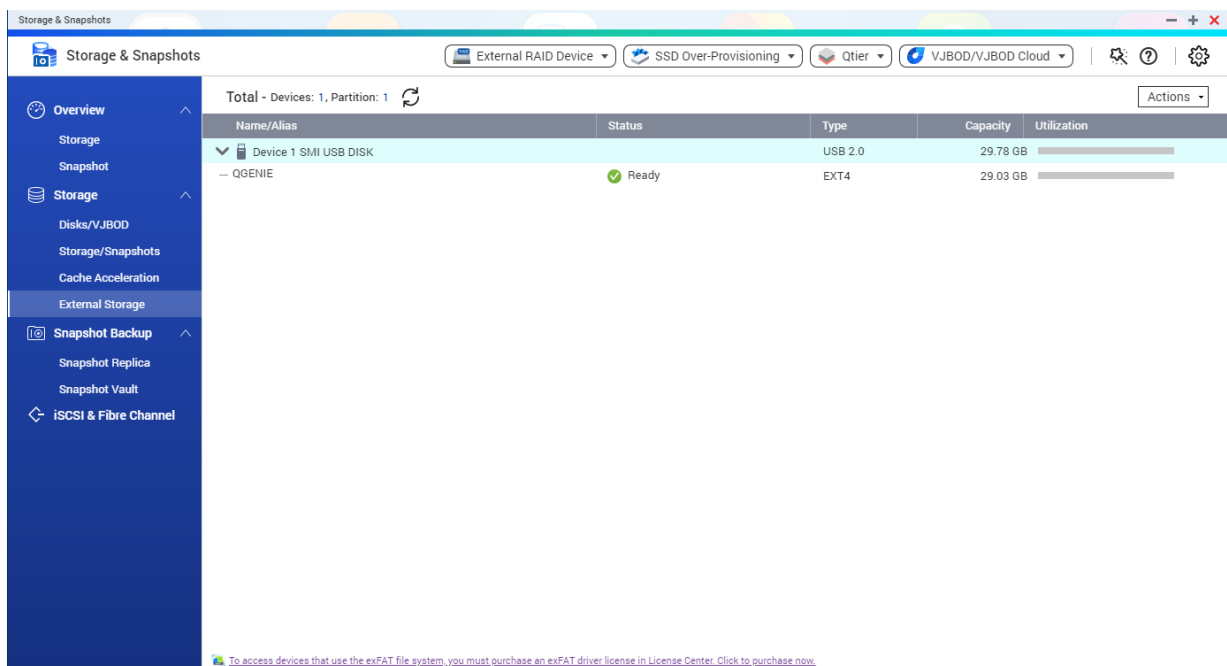 Storage & Snapshots
Storage & Snapshots
External RAID Device
SSD Over-Provisioning
Qtier
VJBOD/VJBOD Cloud
Overview
Storage
Snapshot
Storage
Disks/VJBOD
Storage/Snapshots
Cache Acceleration
External Storage
Snapshot Backup
Snapshot Replica
Snapshot Vault
iSCSI & Fibre Channel
Total - Devices: 1, Partition: 1
Actions
Name/Alias Status Type Capacity Utilization
Device 1 SMI USB DISK USB 2.0 29.78 GB
QGENIE Ready EXT4 29.03 GB
To access devices that use the exFAT file system, you must purchase an exFAT driver license in License Center. Click to purchase now.